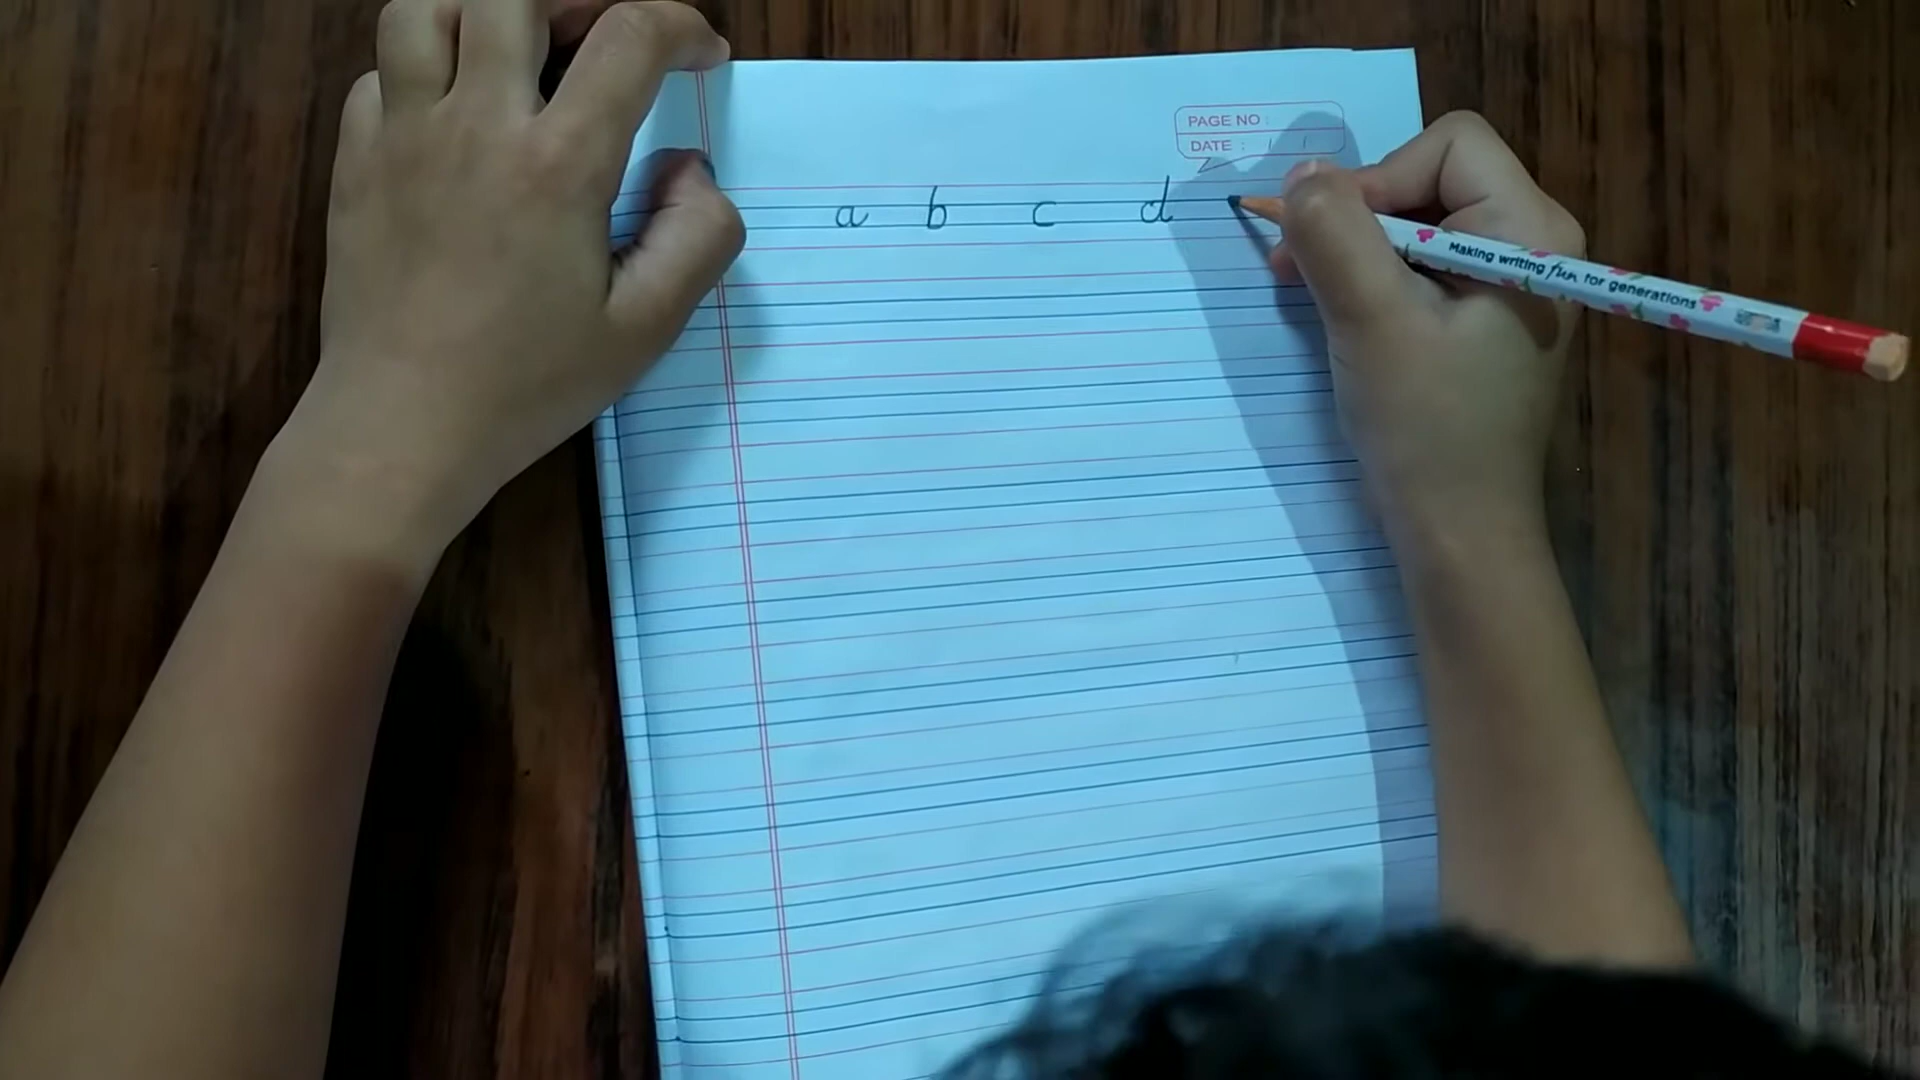 PAGE NO :
DATE : / /
a b c d
Making writing fun for generations